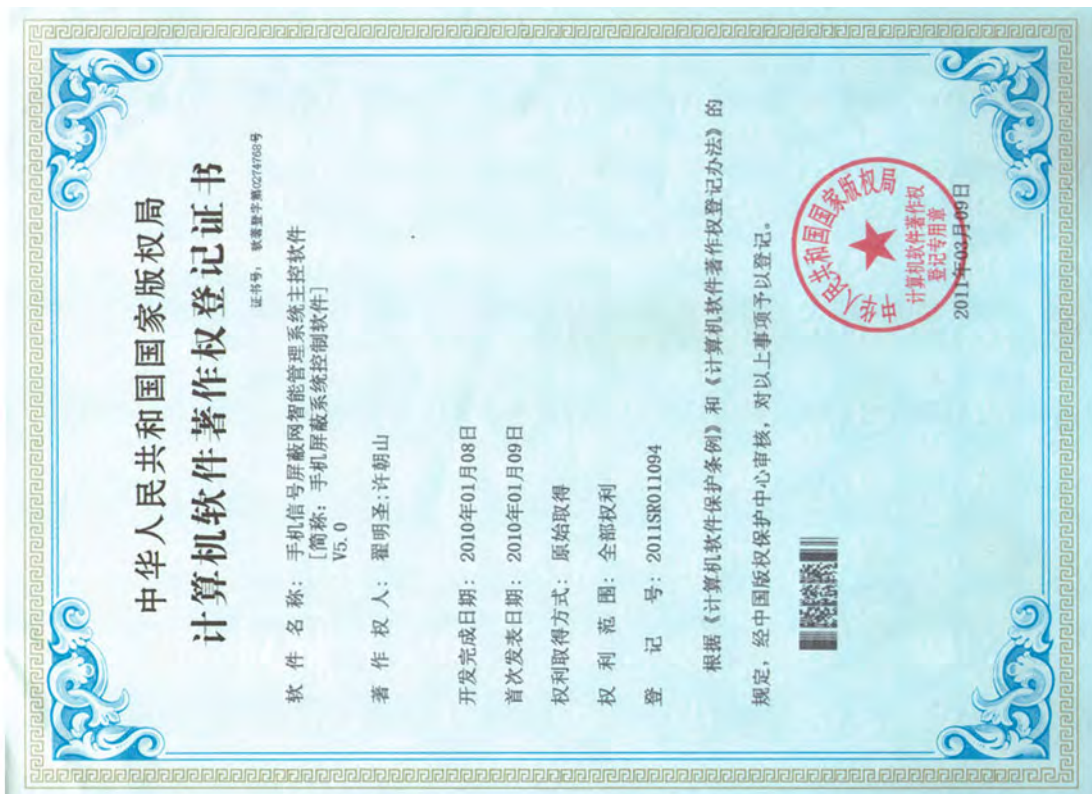 中华人民共和国国家版权局
计算机软件著作权登记证书
证书号： 软著登字第0274768号
软件名称： 手机信号屏蔽网智能管理系统主控软件
[简称：手机屏蔽系统控制软件]
V5.0
著作权人： 翟明圣;许朝山
开发完成日期： 2010年01月08日
首次发表日期： 2010年01月09日
权利取得方式： 原始取得
权利范围： 全部权利
登记号： 2011SR011094
根据《计算机软件保护条例》和《计算机软件著作权登记办法》的
规定，经中国版权保护中心审核，对以上事项予以登记。
中华人民共和国国家版权局
计算机软件著作权
登记专用章
2011年03月09日